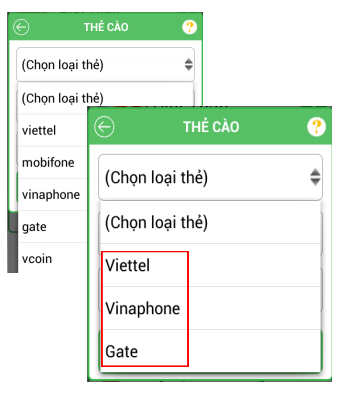 THẺ CÀO
?
(Chọn loại thẻ)
(Chọn loại thẻ)
viettel
mobifone
vinaphone
gate
vcoin
THẺ CÀO
?
(Chọn loại thẻ)
(Chọn loại thẻ)
Viettel
Vinaphone
Gate